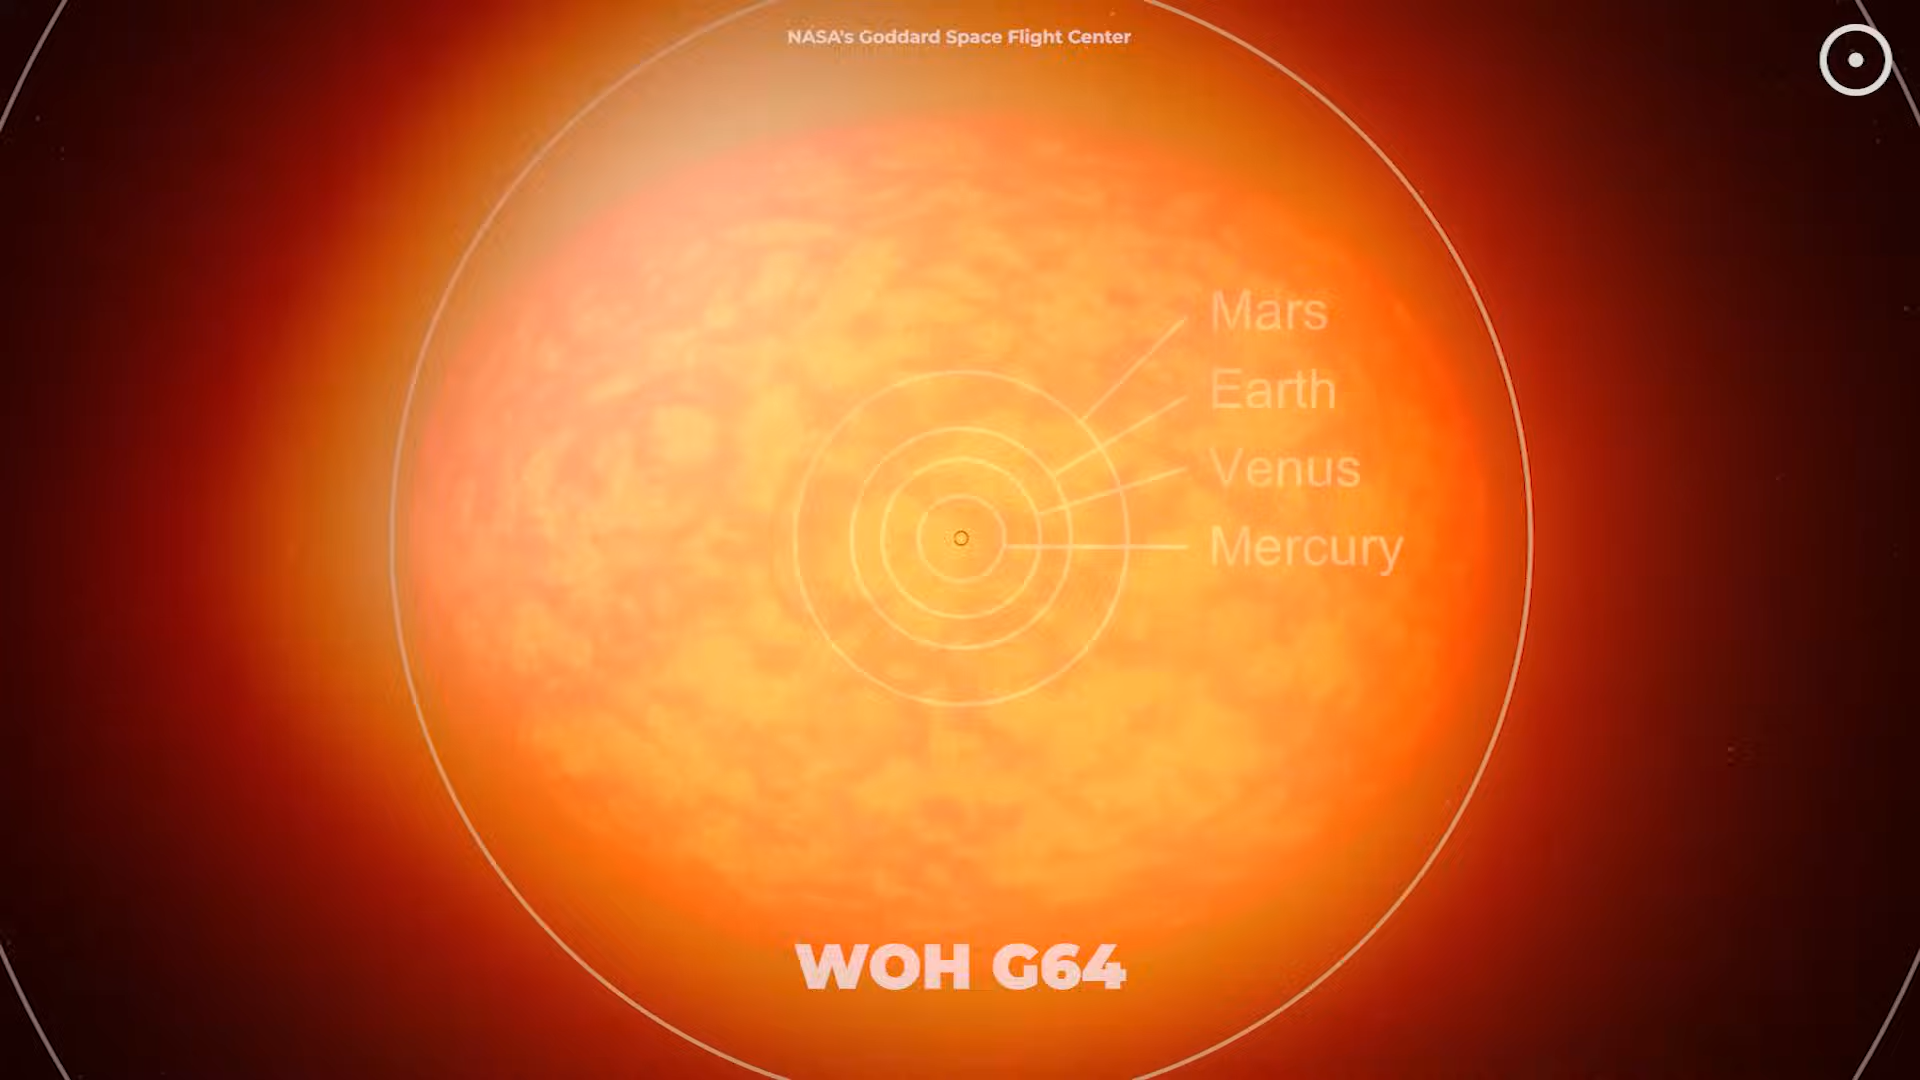 NASA's Goddard Space Flight Center
Mars
Earth
Venus
Mercury
WOH G64